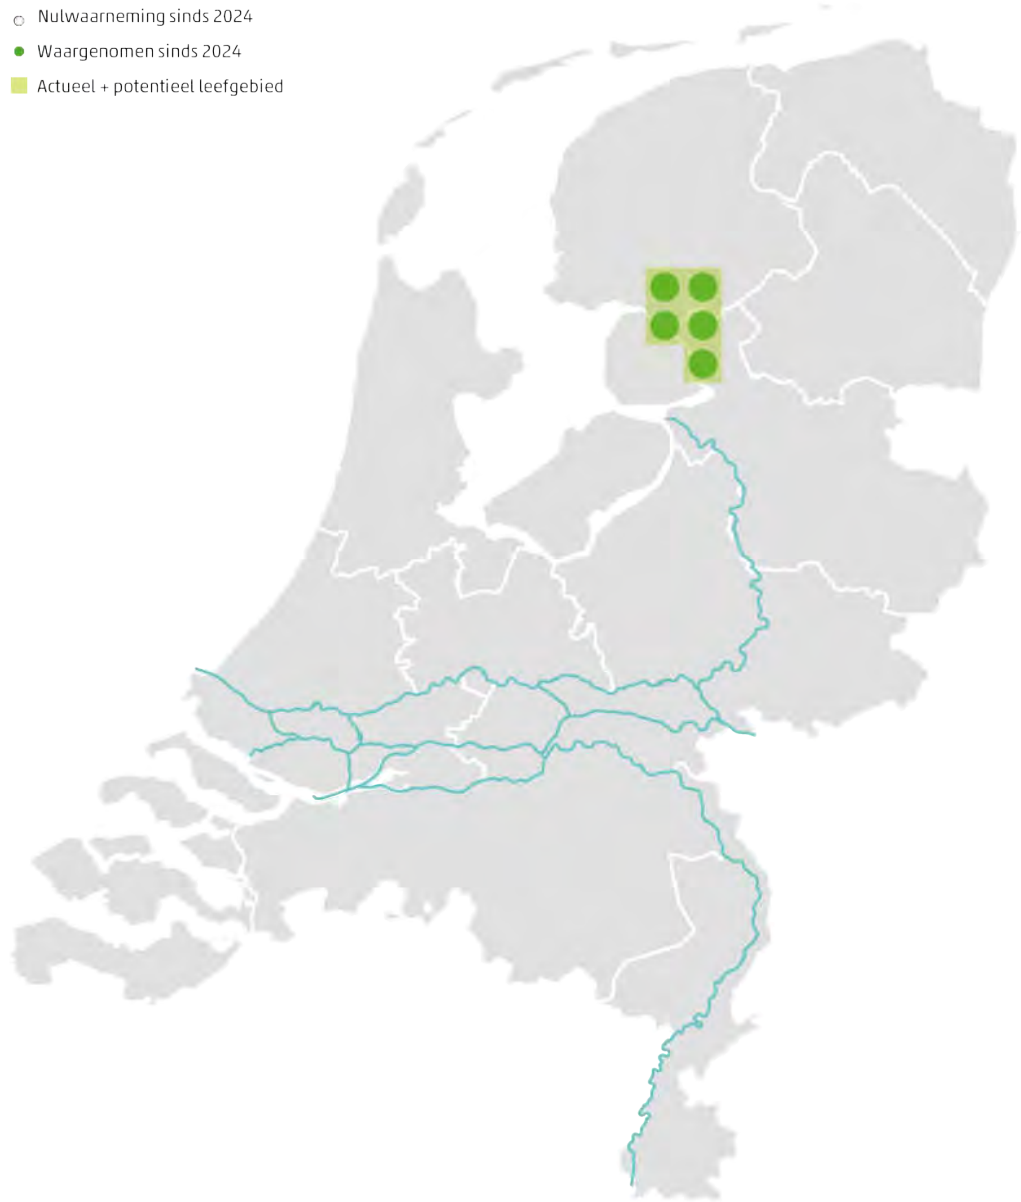 Nulwaarneming sinds 2024
Waargenomen sinds 2024
Actueel + potentieel leefgebied